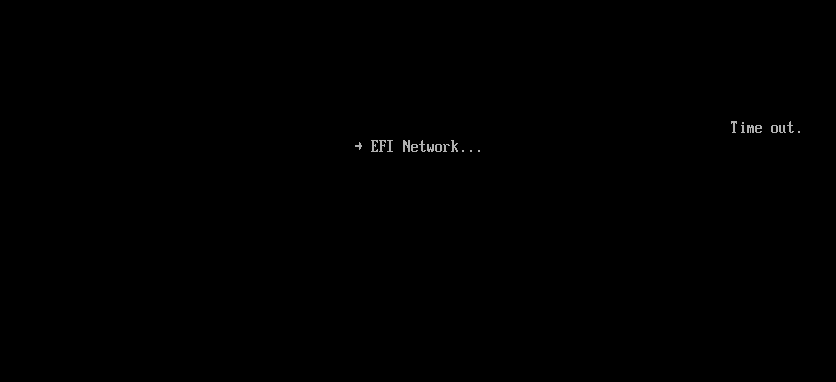 Time out.
→ EFI Network...